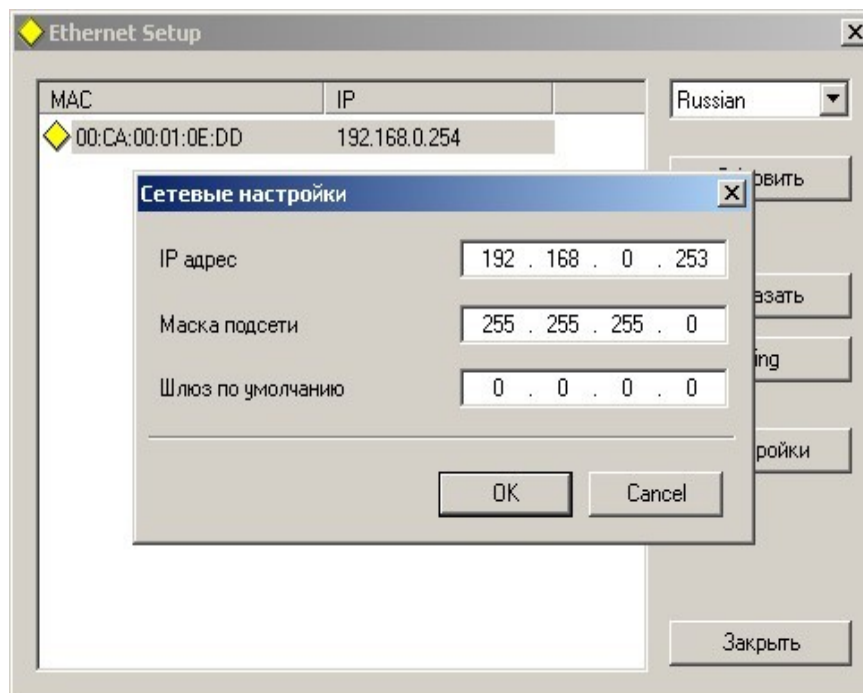 Ethernet Setup
MAC IP
Russian
00:CA:00:01:0E:DD 192.168.0.254
Сетевые настройки
IP адрес 192 . 168 . 0 . 253
Маска подсети 255 . 255 . 255 . 0
Шлюз по умолчанию 0 . 0 . 0 . 0
OK Cancel
Закрыть